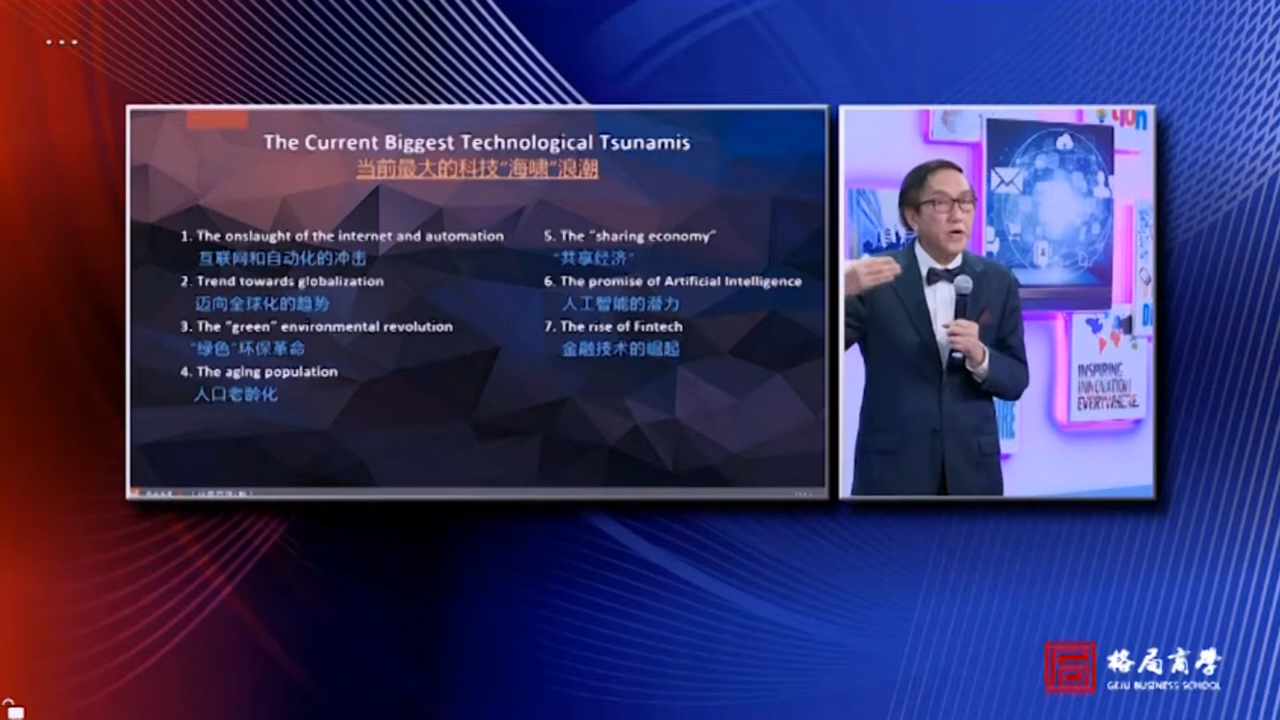 The Current Biggest Technological Tsunamis
当前最大的科技“海啸”浪潮
1. The onslaught of the internet and automation
互联网和自动化的冲击
2. Trend towards globalization
迈向全球化的趋势
3. The “green” environmental revolution
“绿色”环保革命
4. The aging population
人口老龄化
5. The “sharing economy”
“共享经济”
6. The promise of Artificial Intelligence
人工智能的潜力
7. The rise of Fintech
金融技术的崛起
INSPIRING
INNOVATION
EVERYWHERE.
格局商学
GEJU BUSINESS SCHOOL